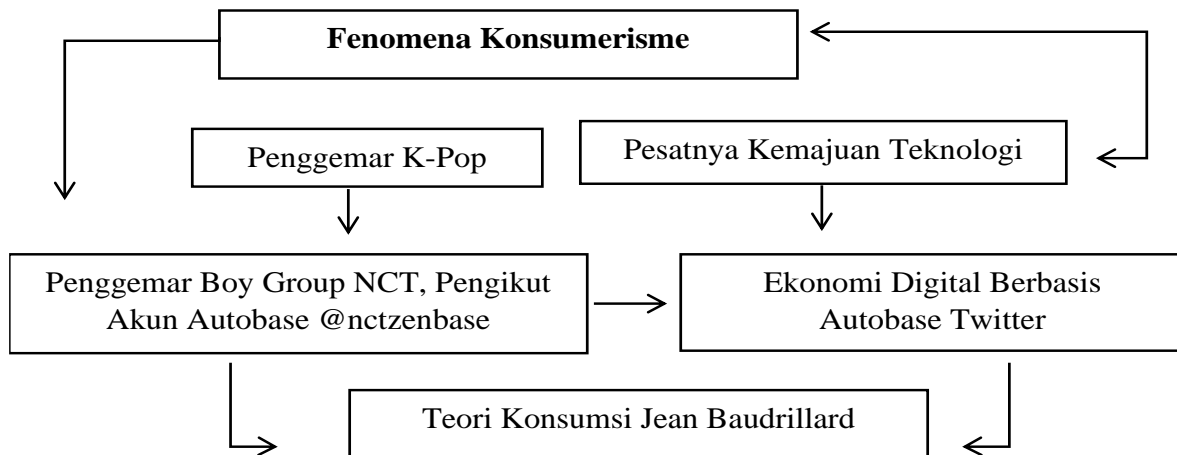 Fenomena Konsumerisme
Penggemar K-Pop
Pesatnya Kemajuan Teknologi
Penggemar Boy Group NCT, Pengikut
Akun Autobase @nctzenbase
Ekonomi Digital Berbasis
Autobase Twitter
Teori Konsumsi Jean Baudrillard